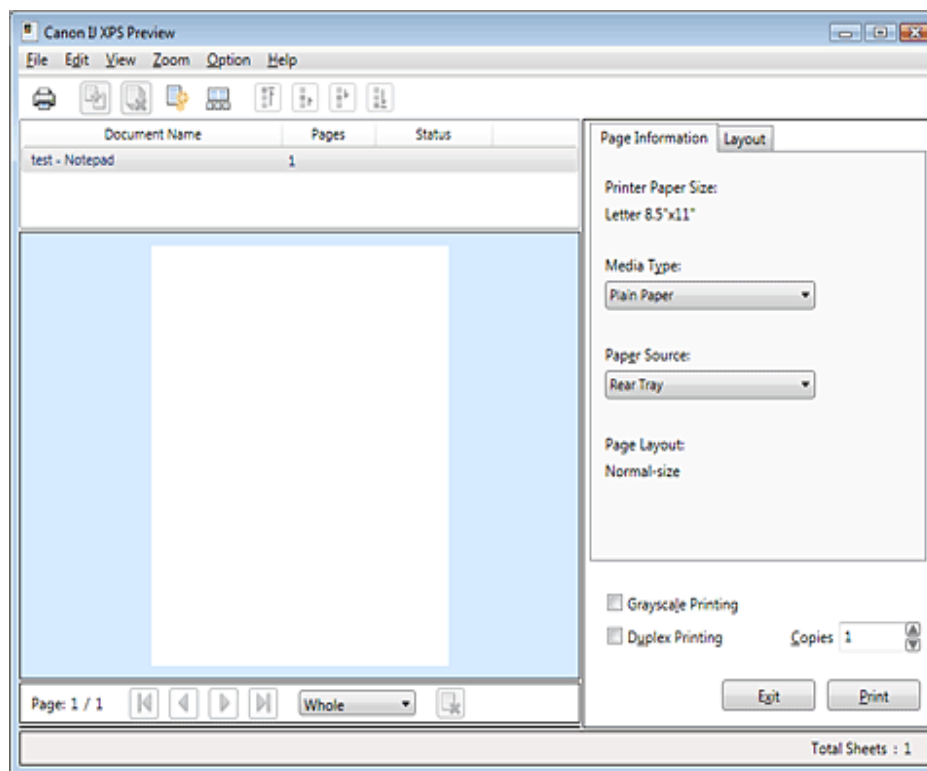 Canon IJ XPS Preview
File Edit View Zoom Option Help
Document Name Pages Status
test - Notepad 1
Page Information Layout
Printer Paper Size:
Letter 8.5"x11"
Media Type:
Plain Paper
Paper Source:
Rear Tray
Page Layout:
Normal-size
Grayscale Printing
Duplex Printing Copies 1
Exit Print
Page: 1 / 1 Whole
Total Sheets : 1